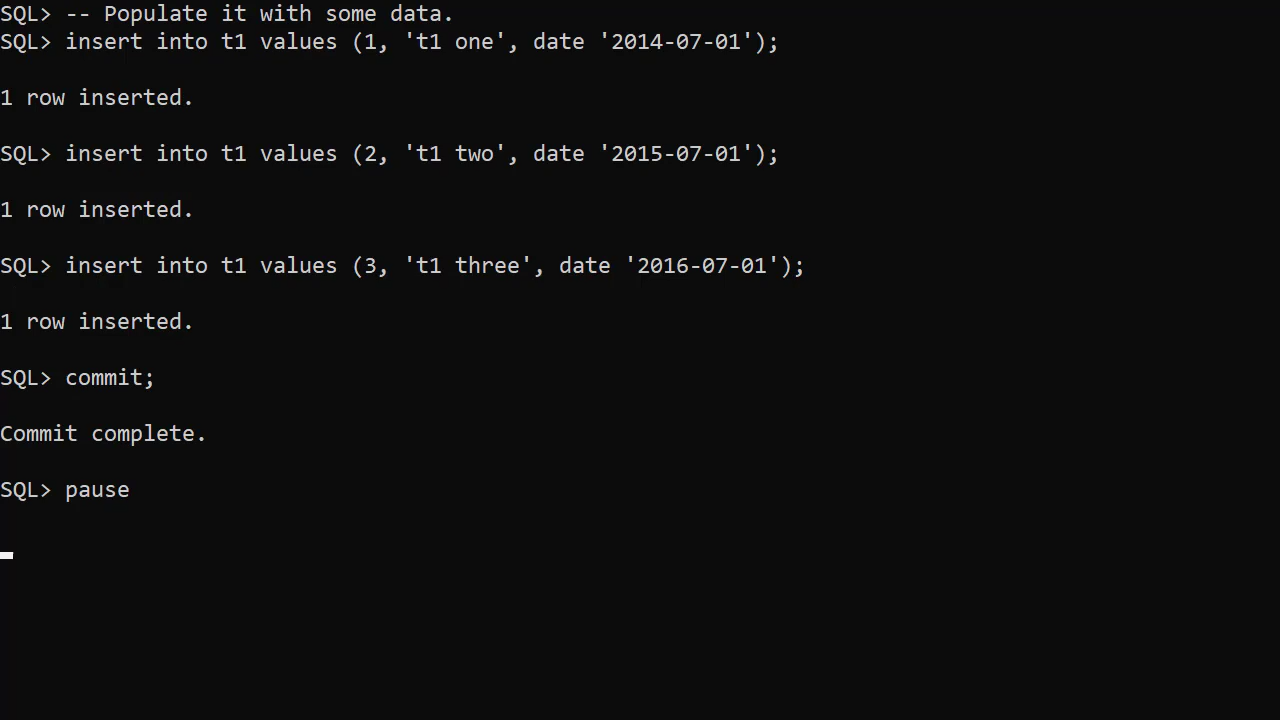 SQL> -- Populate it with some data.
SQL> insert into t1 values (1, 't1 one', date '2014-07-01');
1 row inserted.
SQL> insert into t1 values (2, 't1 two', date '2015-07-01');
1 row inserted.
SQL> insert into t1 values (3, 't1 three', date '2016-07-01');
1 row inserted.
SQL> commit;
Commit complete.
SQL> pause